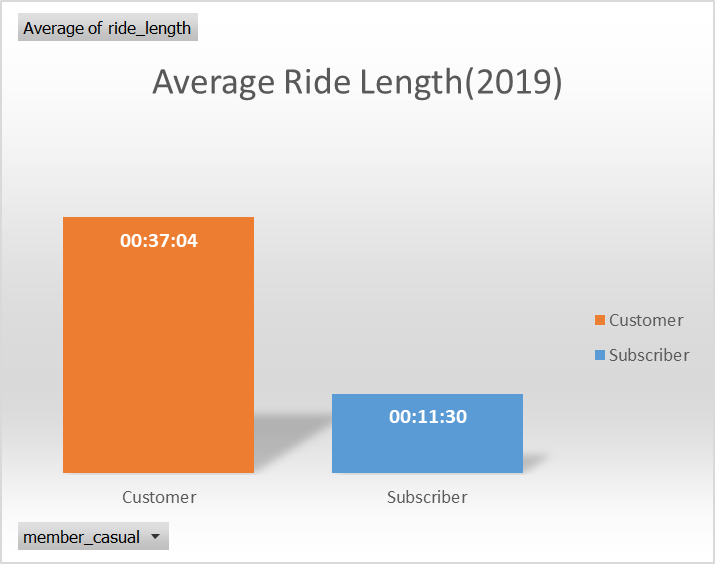 Average of ride_length
Average Ride Length(2019)
00:37:04
00:11:30
Customer
Subscriber
Customer
Subscriber
member_casual